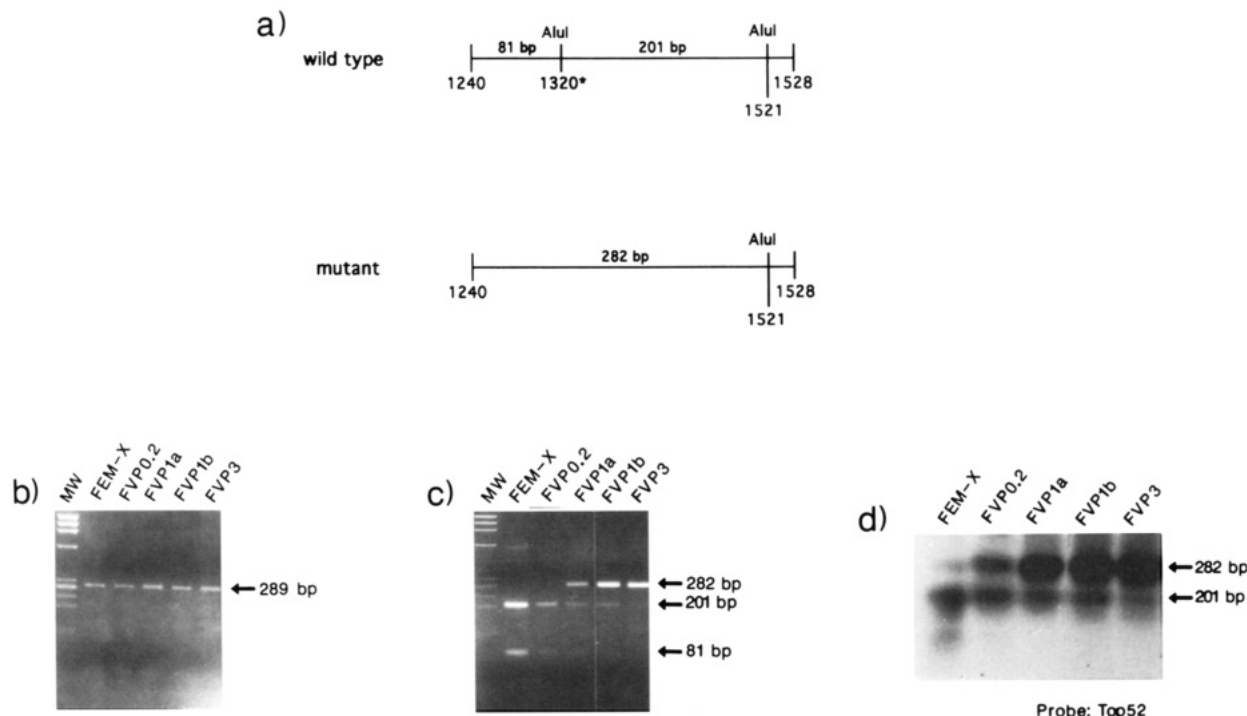 a)
AluI AluI
wild type 81 bp 201 bp
1240 1320* 1528
1521
AluI
mutant 282 bp
1240 1528
1521
b)
MW FEM-X FVP0.2 FVP1a FVP1b FVP3
289 bp
c)
MW FEM-X FVP0.2 FVP1a FVP1b FVP3
282 bp
201 bp
81 bp
d)
FEM-X FVP0.2 FVP1a FVP1b FVP3
282 bp
201 bp
Probe: Top52